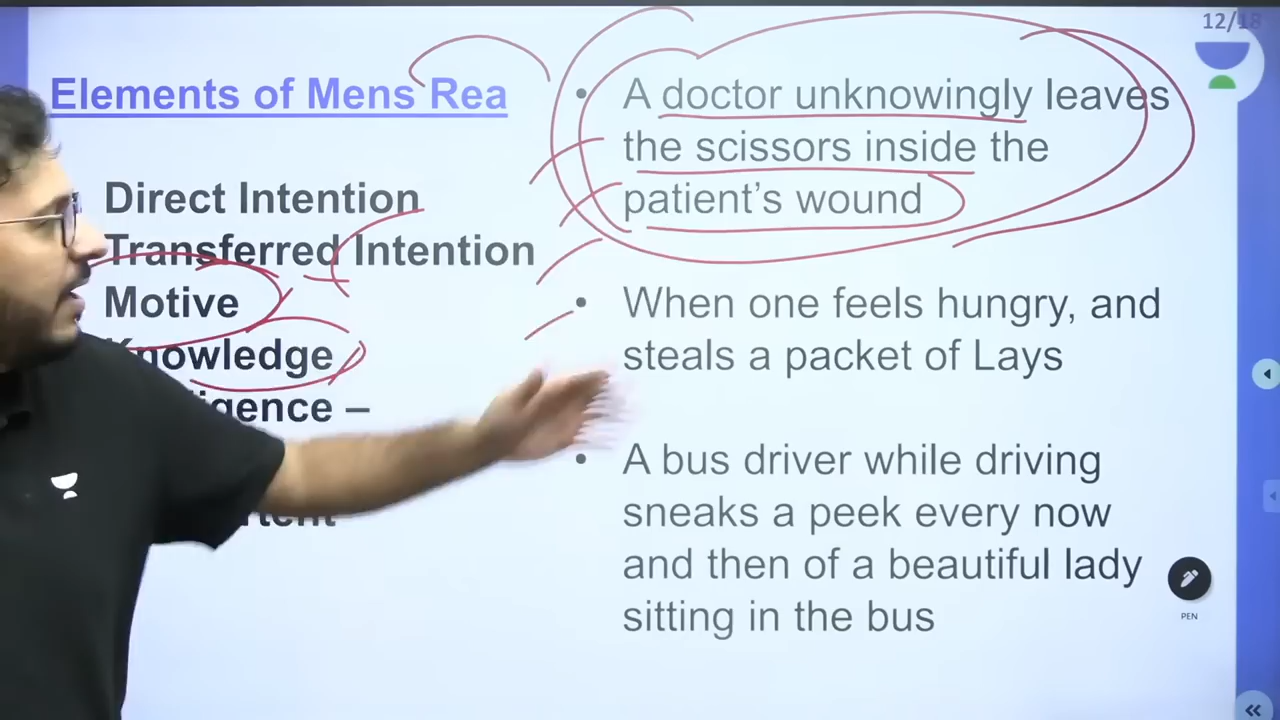 12/18
Elements of Mens Rea
Direct Intention
Transferred Intention
Motive
Knowledge
–
• A doctor unknowingly leaves
the scissors inside the
patient’s wound
• When one feels hungry, and
steals a packet of Lays
• A bus driver while driving
sneaks a peek every now
and then of a beautiful lady
sitting in the bus
PEN